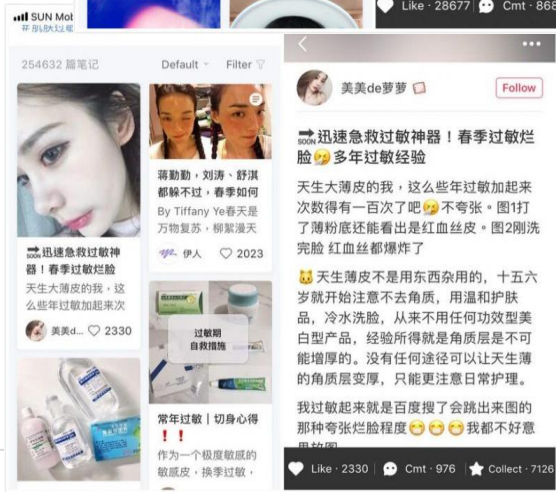 SUN Mob
Like · 28677
Cmt · 868
254632 篇笔记
Default
Filter
SOON迅速急救过敏神
器！春季过敏烂脸
天生大薄皮的我，这
么些年过敏加起来次
美美d...
2330
蒋勤勤，刘涛、舒淇
都躲不过，春季如何
By Tiffany Ye春天是
万物复苏，柳絮漫天
伊人
2023
过敏期
自救措施
常年过敏｜切身心得
❗❗
作为一个极度敏感的
敏感皮，换季过敏，
美美de萝萝
Follow
SOON迅速急救过敏神器！春季过敏烂
脸🤧多年过敏经验
天生大薄皮的我，这么些年过敏加起来
次数得有一百次了吧🤧不夸张。图1打
了薄粉底还能看出是红血丝皮。图2刚洗
完脸 红血丝都爆炸了
🐱天生薄皮不是用东西杂用的，十五六
岁就开始注意不去角质，用温和护肤
品，冷水洗脸，从来不用任何功效型美
白型产品，经验所得就是角质层是不可
能增厚的。没有任何途径可以让天生薄
的角质层变厚，只能更注意日常护理。
我过敏起来就是百度搜了会跳出来图的
那种夸张烂脸程度😁😁😁我都不好意
Like · 2330
Cmt · 976
Collect · 7126